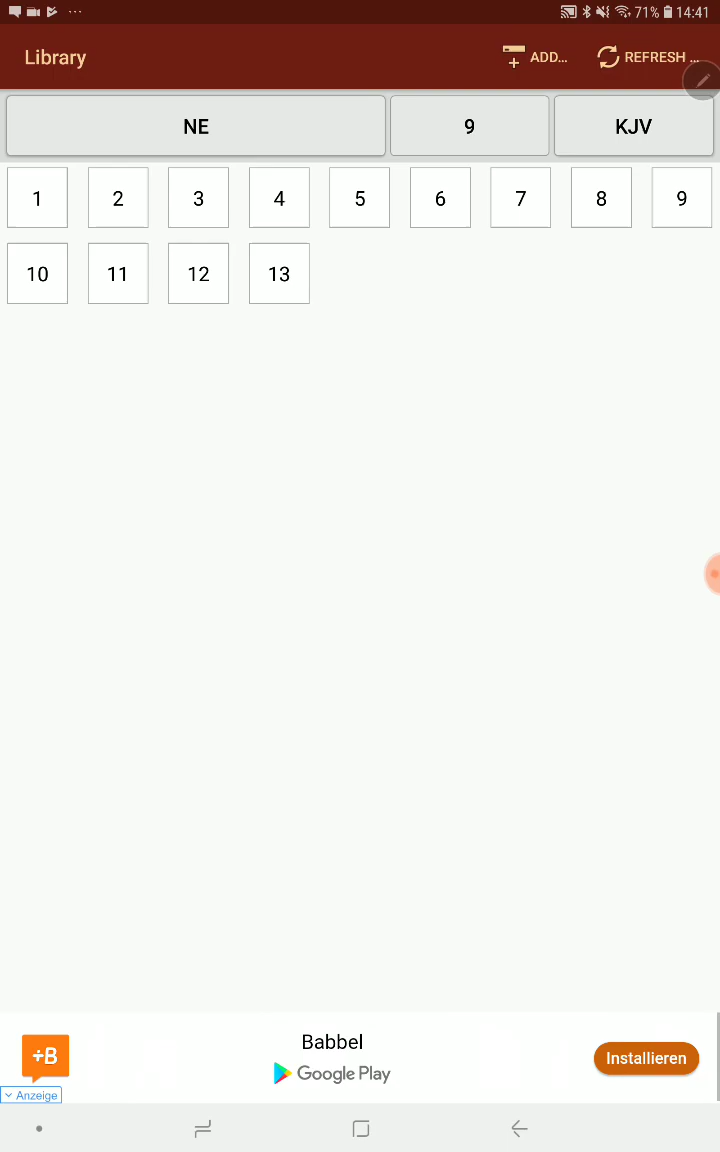 71% 14:41
Library ADD... REFRESH ...
NE 9 KJV
1 2 3 4 5 6 7 8 9
10 11 12 13
Babbel
÷B Google Play Installieren
Anzeige